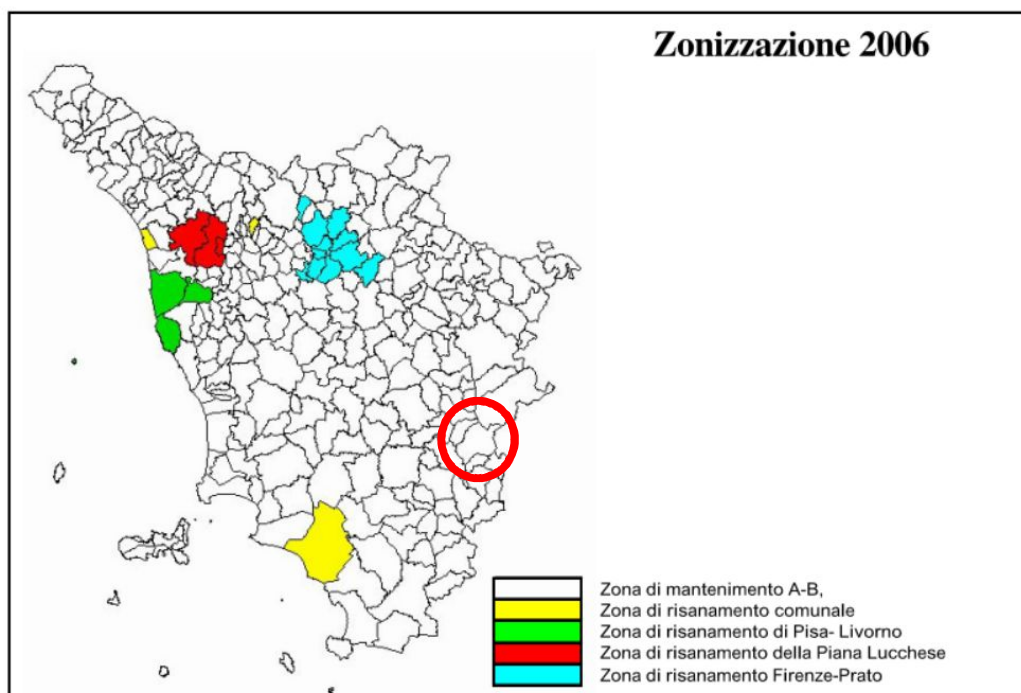 Zonizzazione 2006
Zona di mantenimento A-B,
Zona di risanamento comunale
Zona di risanamento di Pisa- Livorno
Zona di risanamento della Piana Lucchese
Zona di risanamento Firenze-Prato